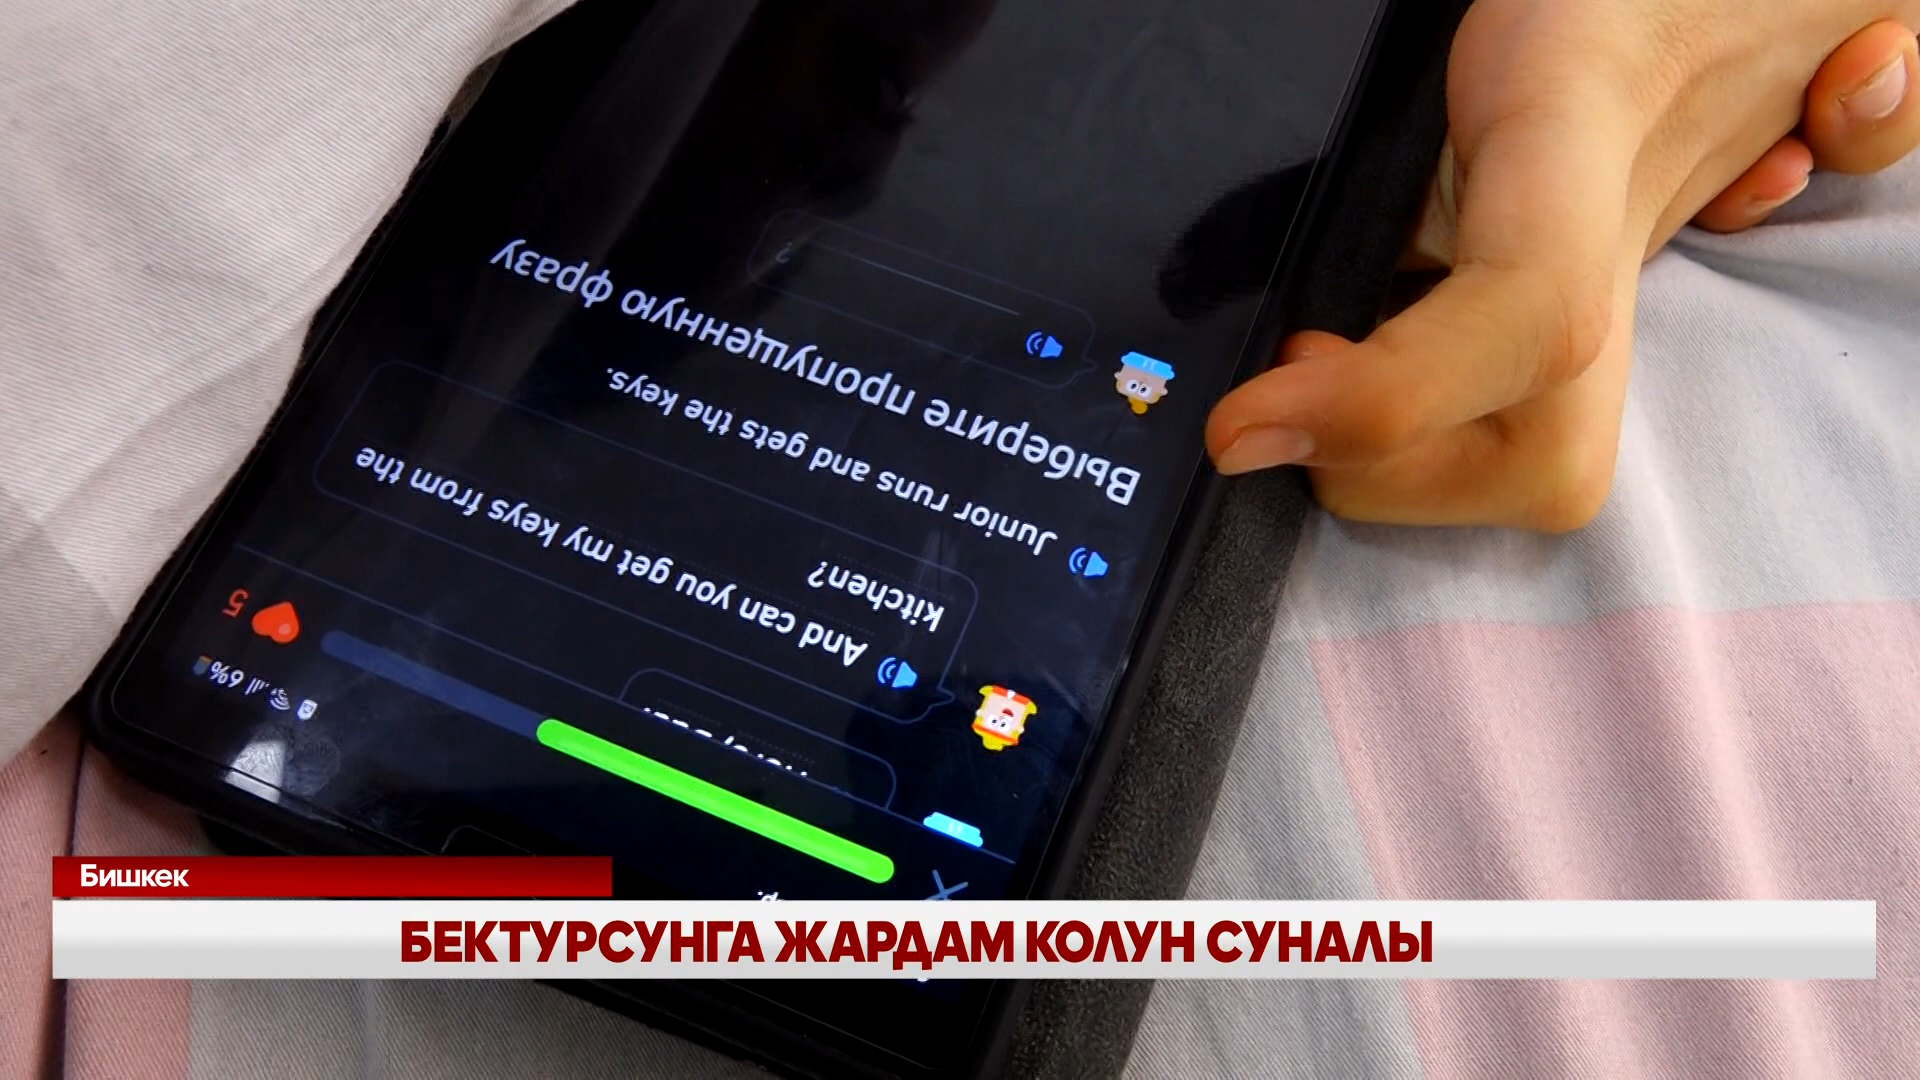 6%
5
And can you get my keys from the
kitchen?
Junior runs and gets the keys.
Выберите пропущенную фразу
?
Бишкек
БЕКТУРСУНГА ЖАРДАМ КОЛУН СУНАЛЫ